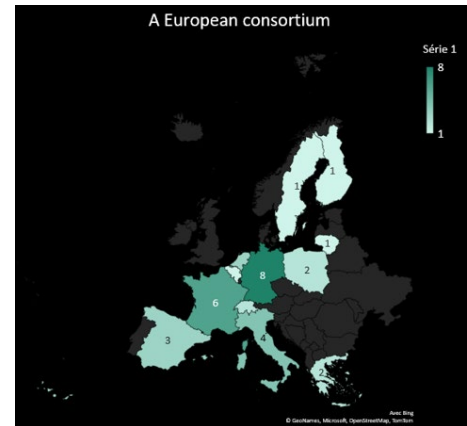 A European consortium
Série 1
8
1
1
1
1
2
8
6
4
3
2
Avec Bing
© GeoNames, Microsoft, OpenStreetMap, TomTom